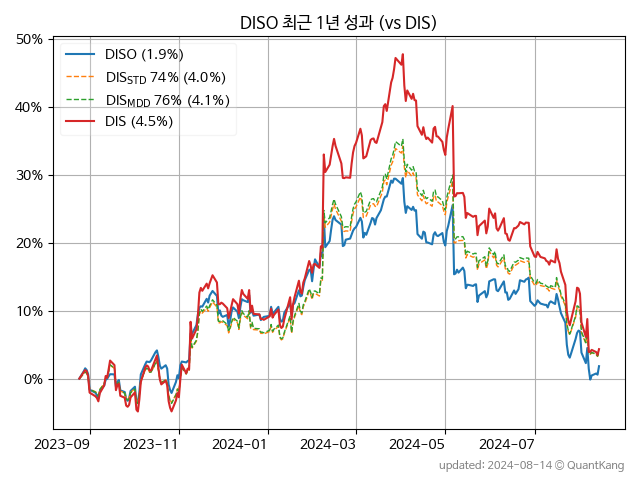 DISO 최근 1년 성과 (vs DIS)
50%
40%
30%
20%
10%
0%
DISO (1.9%)
DIS_STD 74% (4.0%)
DIS_MDD 76% (4.1%)
DIS (4.5%)
2023-09 2023-11 2024-01 2024-03 2024-05 2024-07
updated: 2024-08-14 © QuantKang